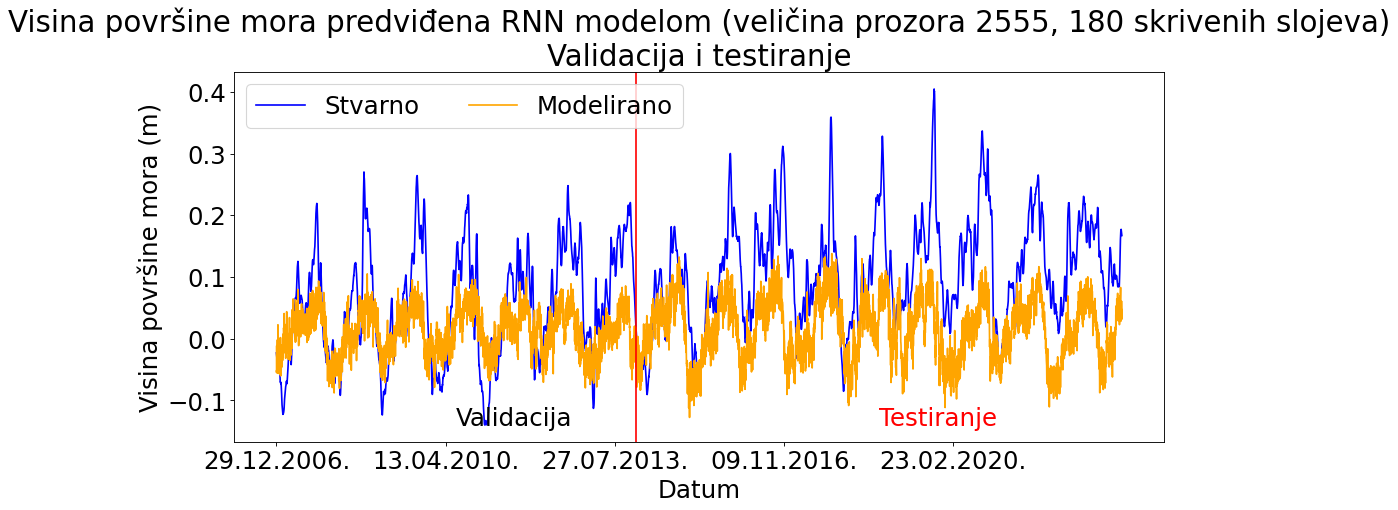 Visina površine mora predviđena RNN modelom (veličina prozora 2555, 180 skrivenih slojeva)
Validacija i testiranje
Stvarno
Modelirano
Visina površine mora (m)
0.4
0.3
0.2
0.1
0.0
−0.1
Validacija
Testiranje
29.12.2006.
13.04.2010.
27.07.2013.
09.11.2016.
23.02.2020.
Datum